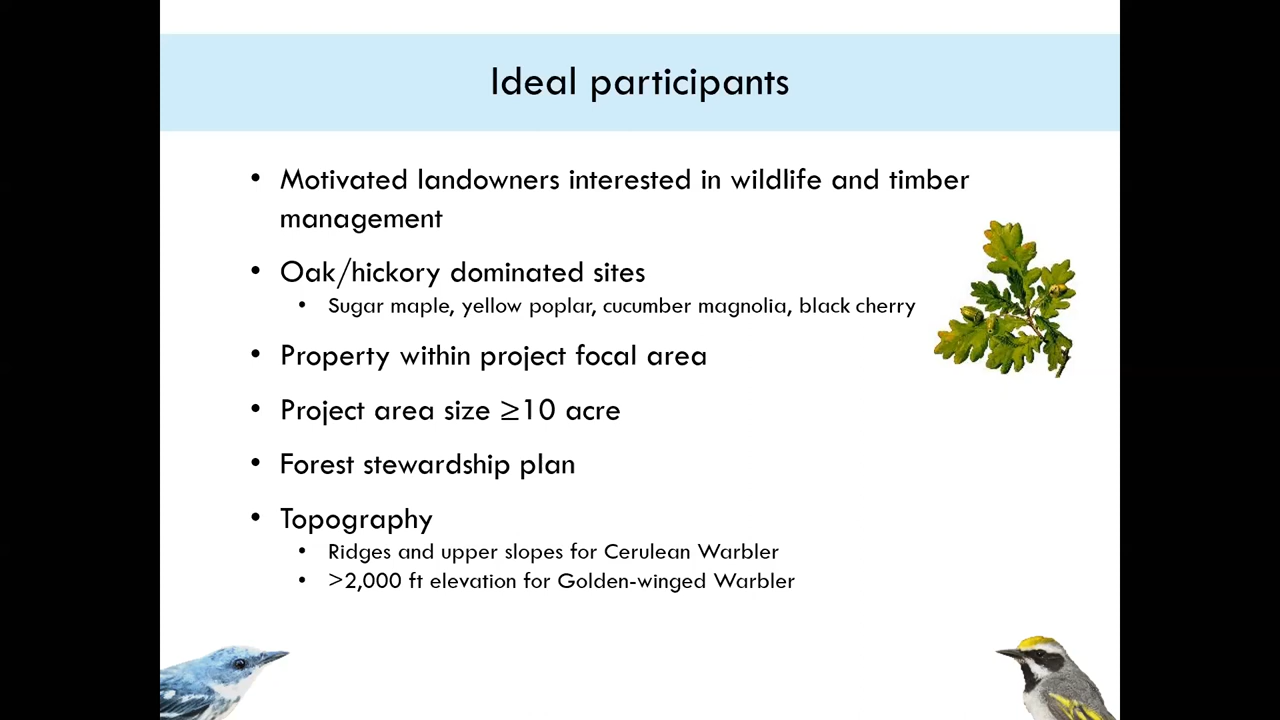 Ideal participants
• Motivated landowners interested in wildlife and timber
management
• Oak/hickory dominated sites
• Sugar maple, yellow poplar, cucumber magnolia, black cherry
• Property within project focal area
• Project area size ≥10 acre
• Forest stewardship plan
• Topography
• Ridges and upper slopes for Cerulean Warbler
• >2,000 ft elevation for Golden-winged Warbler